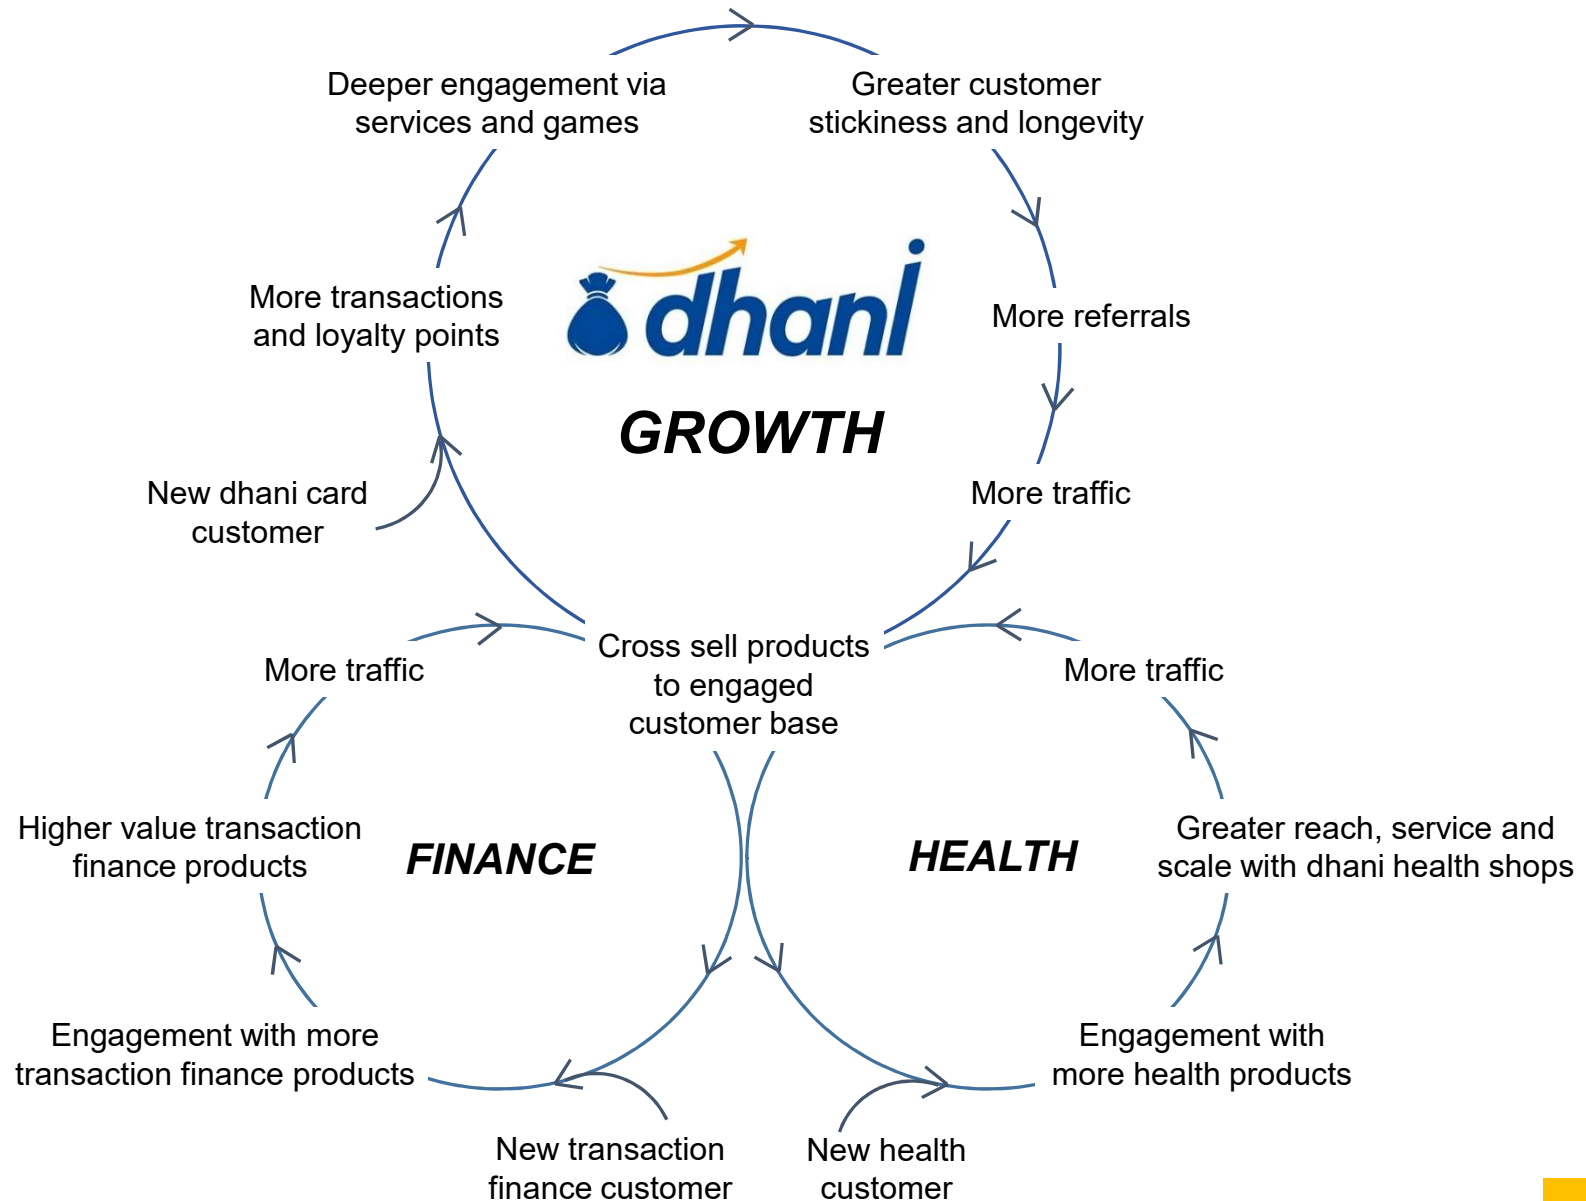 Deeper engagement via
services and games
Greater customer
stickiness and longevity
More transactions
and loyalty points
dhani
More referrals
GROWTH
New dhani card
customer
More traffic
Cross sell products
to engaged
customer base
More traffic
More traffic
Higher value transaction
finance products
FINANCE
HEALTH
Greater reach, service and
scale with dhani health shops
Engagement with more
transaction finance products
Engagement with
more health products
New transaction
finance customer
New health
customer